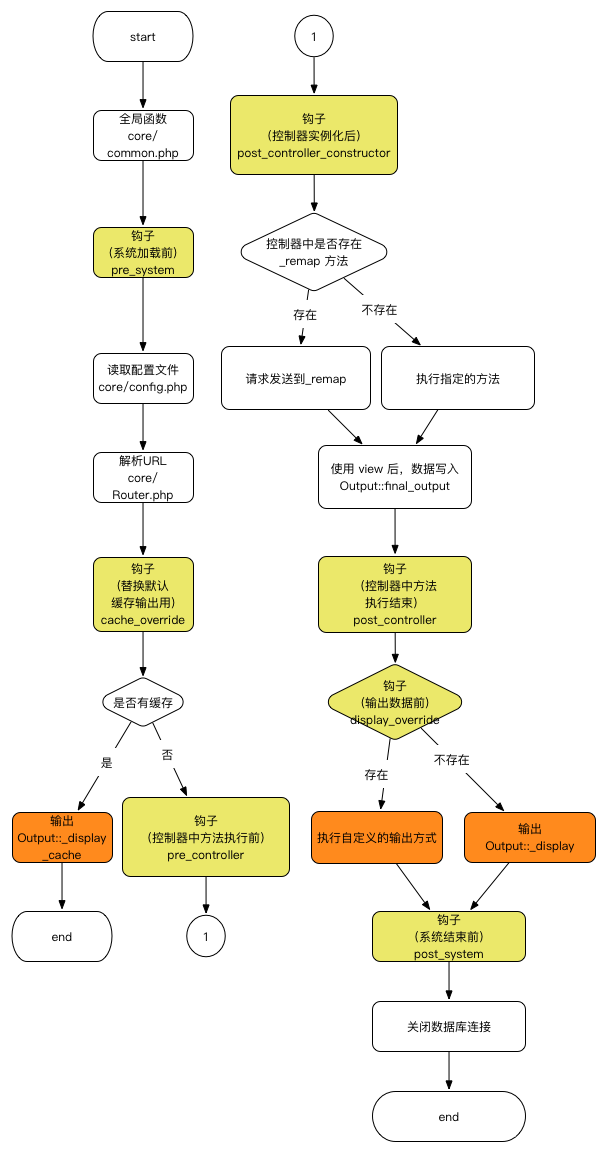 start
全局函数
core/
common.php
钩子
(系统加载前)
pre_system
读取配置文件
core/config.php
解析URL
core/
Router.php
钩子
(替换默认
缓存输出用)
cache_override
是否有缓存
是
否
输出
Output::_display
_cache
钩子
(控制器中方法执行前)
pre_controller
end
1
1
钩子
(控制器实例化后)
post_controller_constructor
控制器中是否存在
_remap 方法
存在
不存在
请求发送到_remap
执行指定的方法
使用 view 后，数据写入
Output::final_output
钩子
(控制器中方法
执行结束)
post_controller
钩子
(输出数据前)
display_override
存在
不存在
执行自定义的输出方式
输出
Output::_display
钩子
(系统结束前)
post_system
关闭数据库连接
end